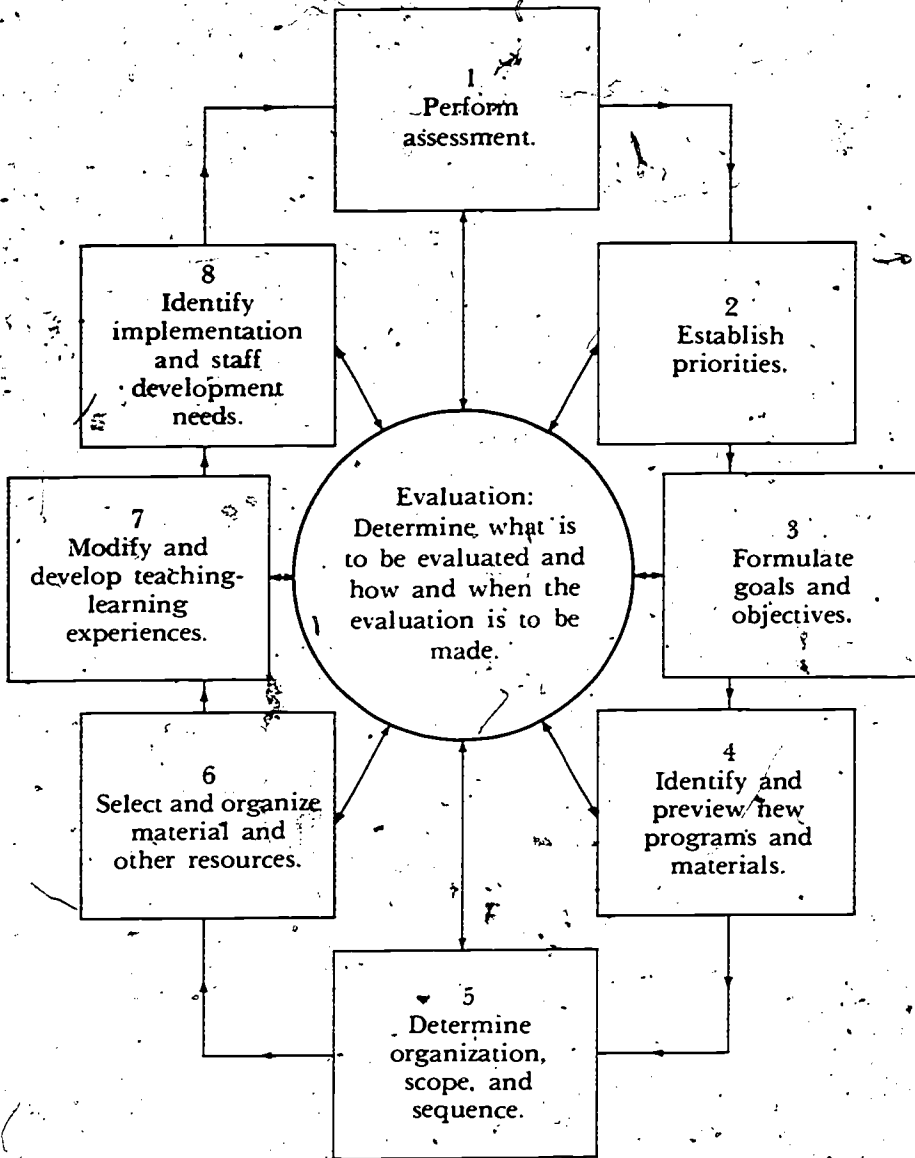 1
Perform
assessment.
2
Establish
priorities.
3
Formulate
goals and
objectives.
4
Identify and
preview new
programs and
materials.
5
Determine
organization,
scope, and
sequence.
6
Select and organize
material and
other resources.
7
Modify and
develop teaching-
learning
experiences.
8
Identify
implementation
and staff
development
needs.
Evaluation:
Determine what is
to be evaluated and
how and when the
evaluation is to be
made.